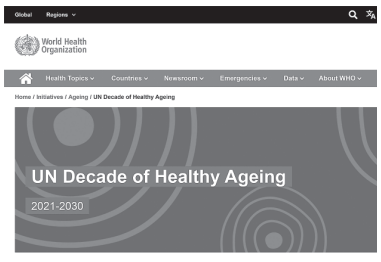 Global Regions
World Health
Organization
Health Topics Countries Newsroom Emergencies Data About WHO
Home / Initiatives / Ageing / UN Decade of Healthy Ageing
UN Decade of Healthy Ageing
2021-2030